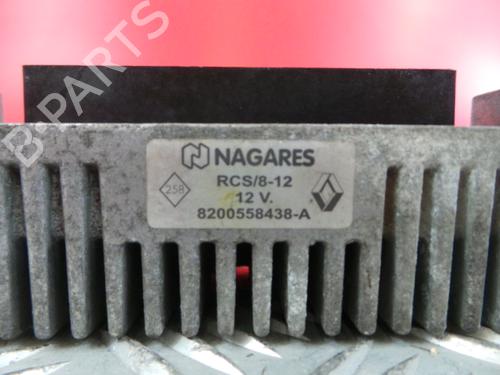 B-PARTS
NAGARES
RCS/8-12
258
12 V.
8200558438-A